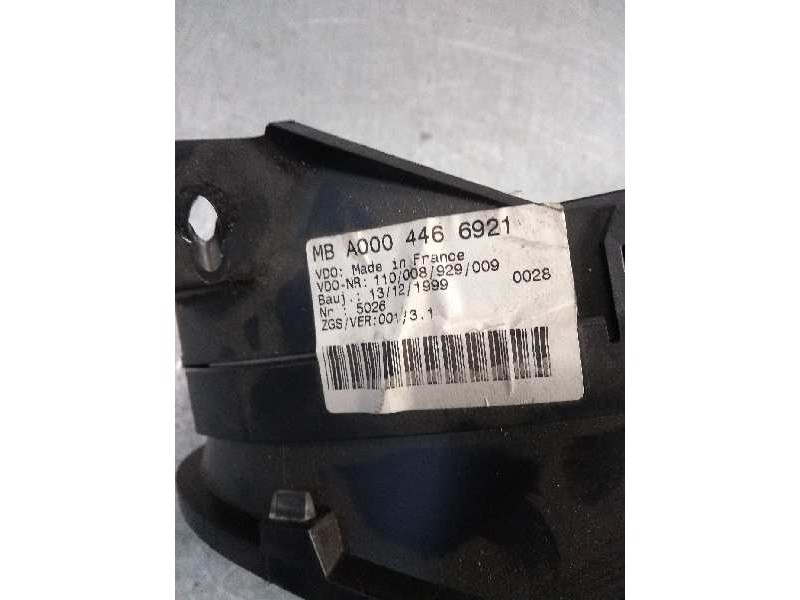 MB A000 446 6921
VDO: Made in France
VDO-NR: 110/008/929/009
Bauj.: 13/12/1999 0028
Nr : 5026
ZGS/VER:001/3.1